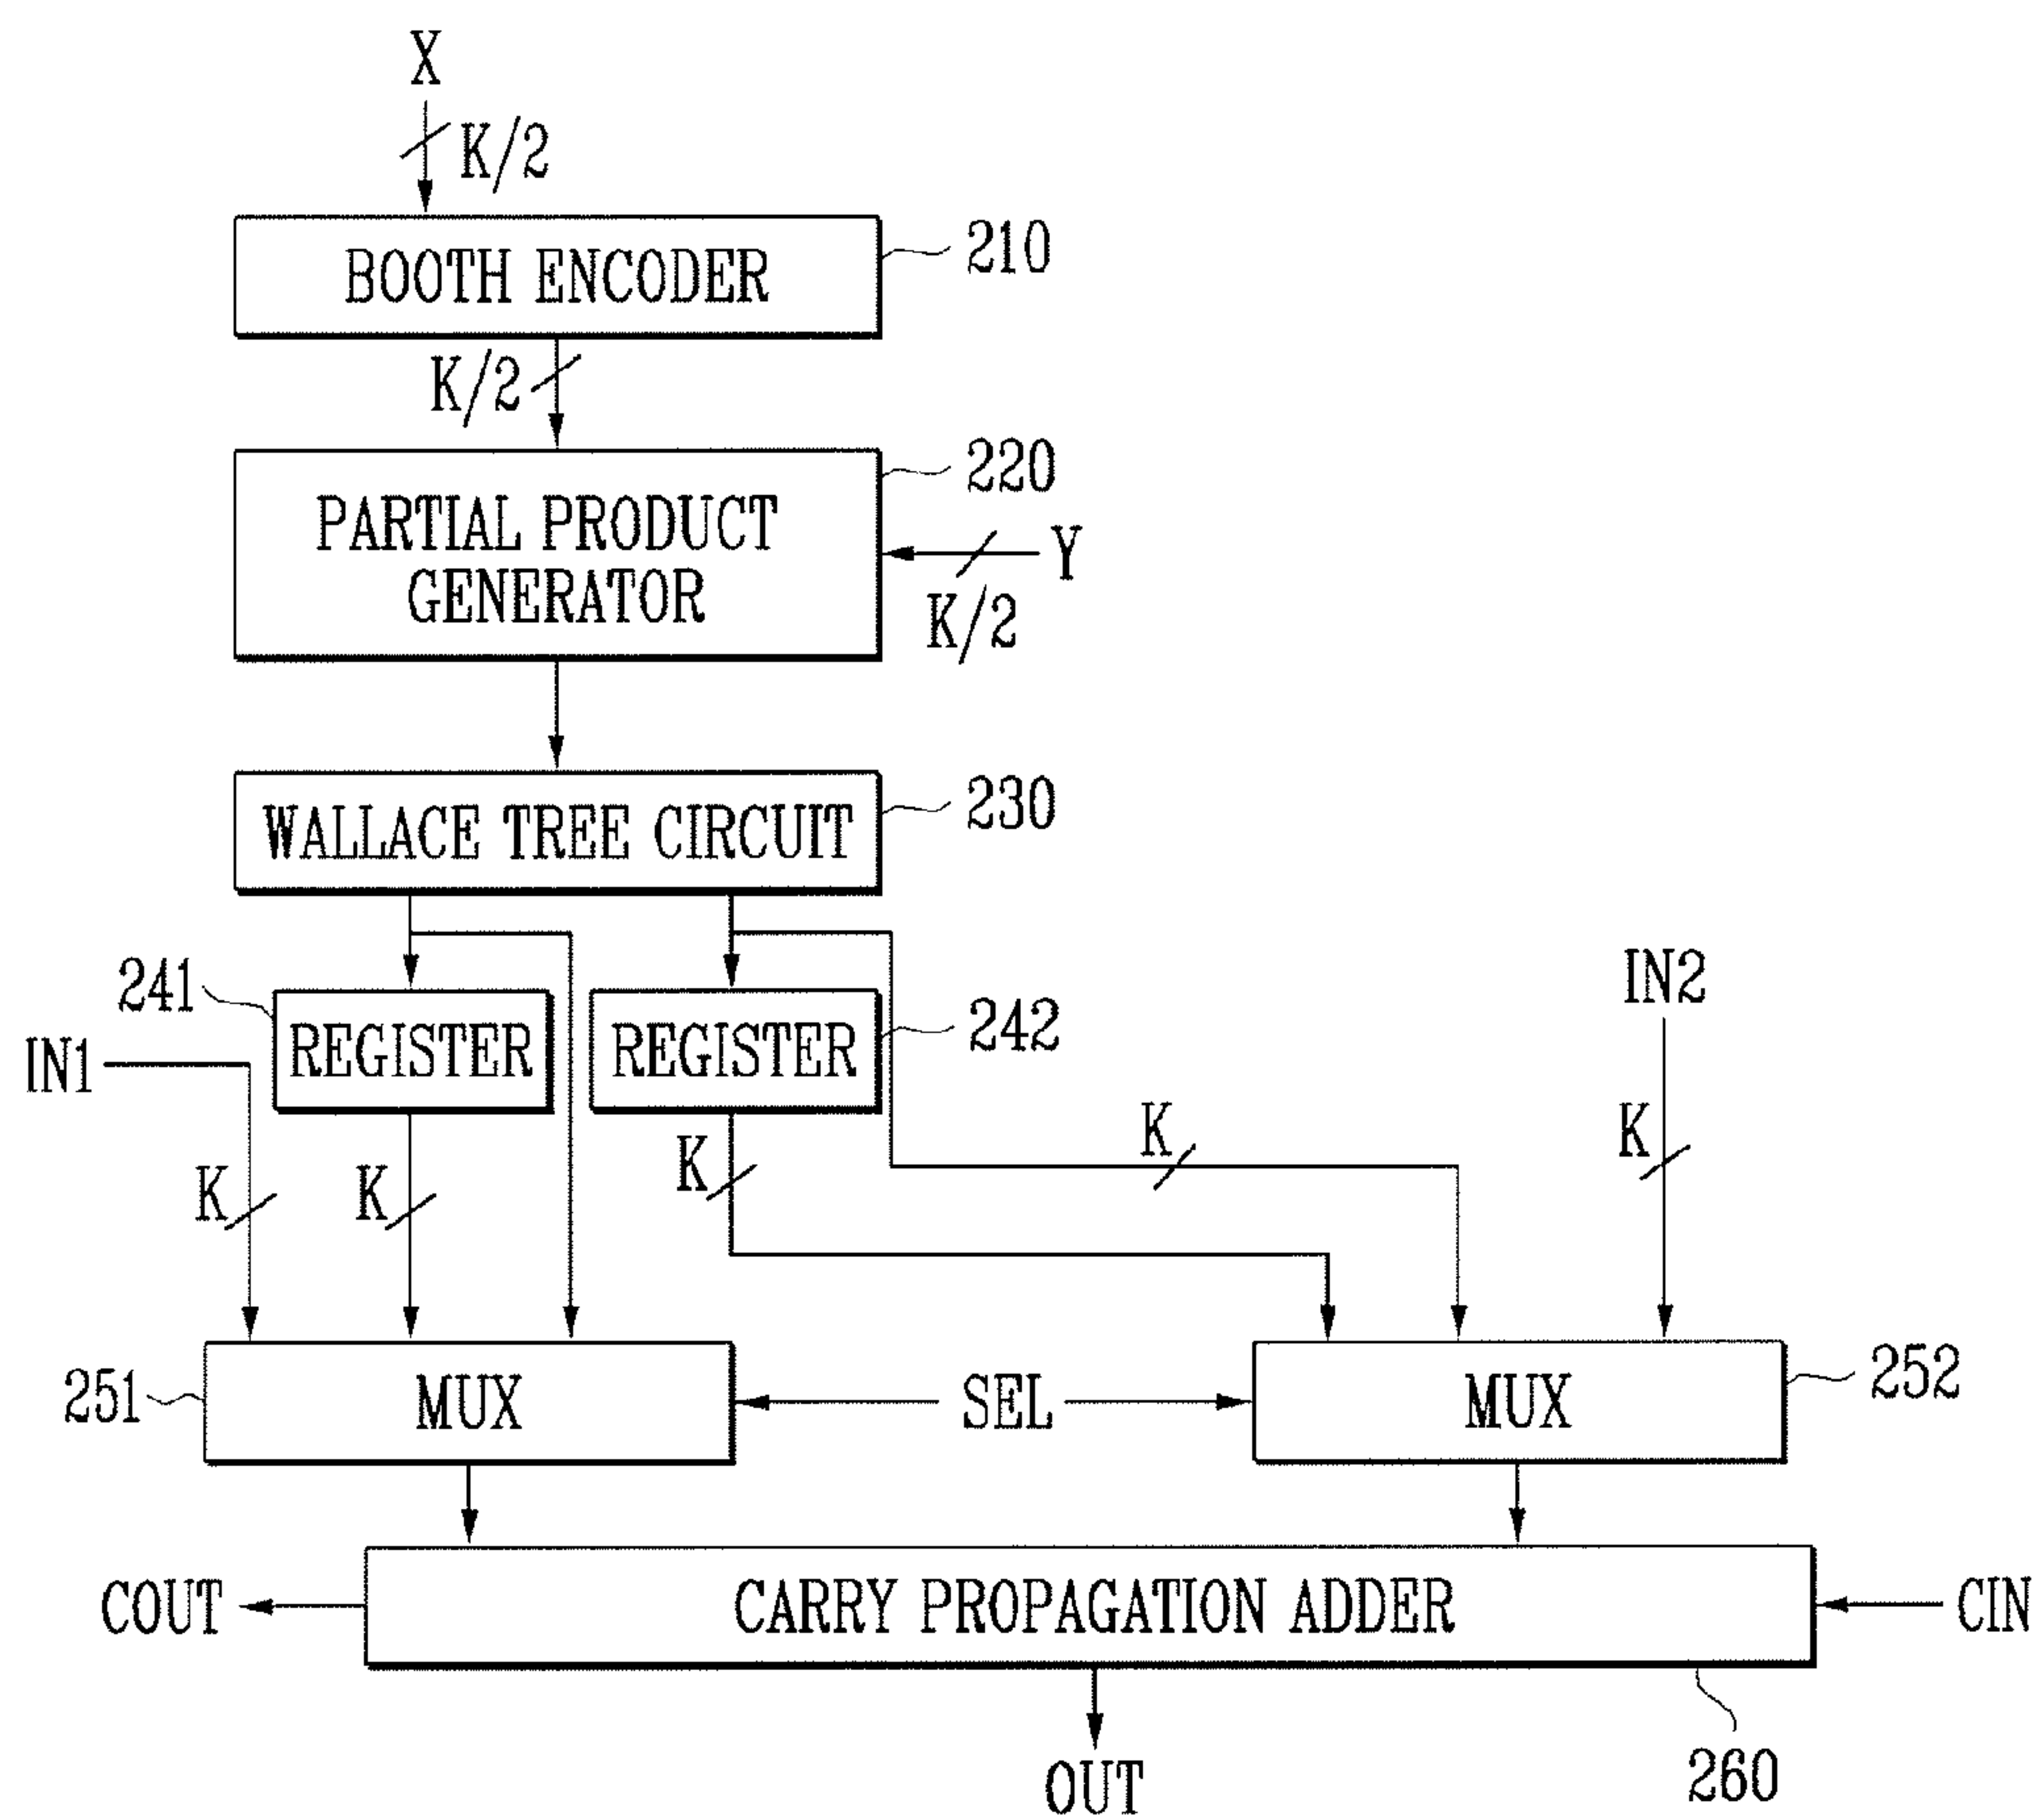 X
K/2
BOOTH ENCODER
210
K/2
220
PARTIAL PRODUCT
GENERATOR
Y
K/2
WALLACE TREE CIRCUIT
230
241
REGISTER
REGISTER
242
IN2
IN1
K
K
K
K
K
251
MUX
SEL
MUX
252
COUT
CARRY PROPAGATION ADDER
CIN
OUT
260